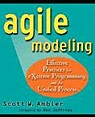 agile
modeling
Effective
Practices for
eXtreme Programming
and the
Unified Process
Scott W. Ambler
Foreword by Ron Jeffries